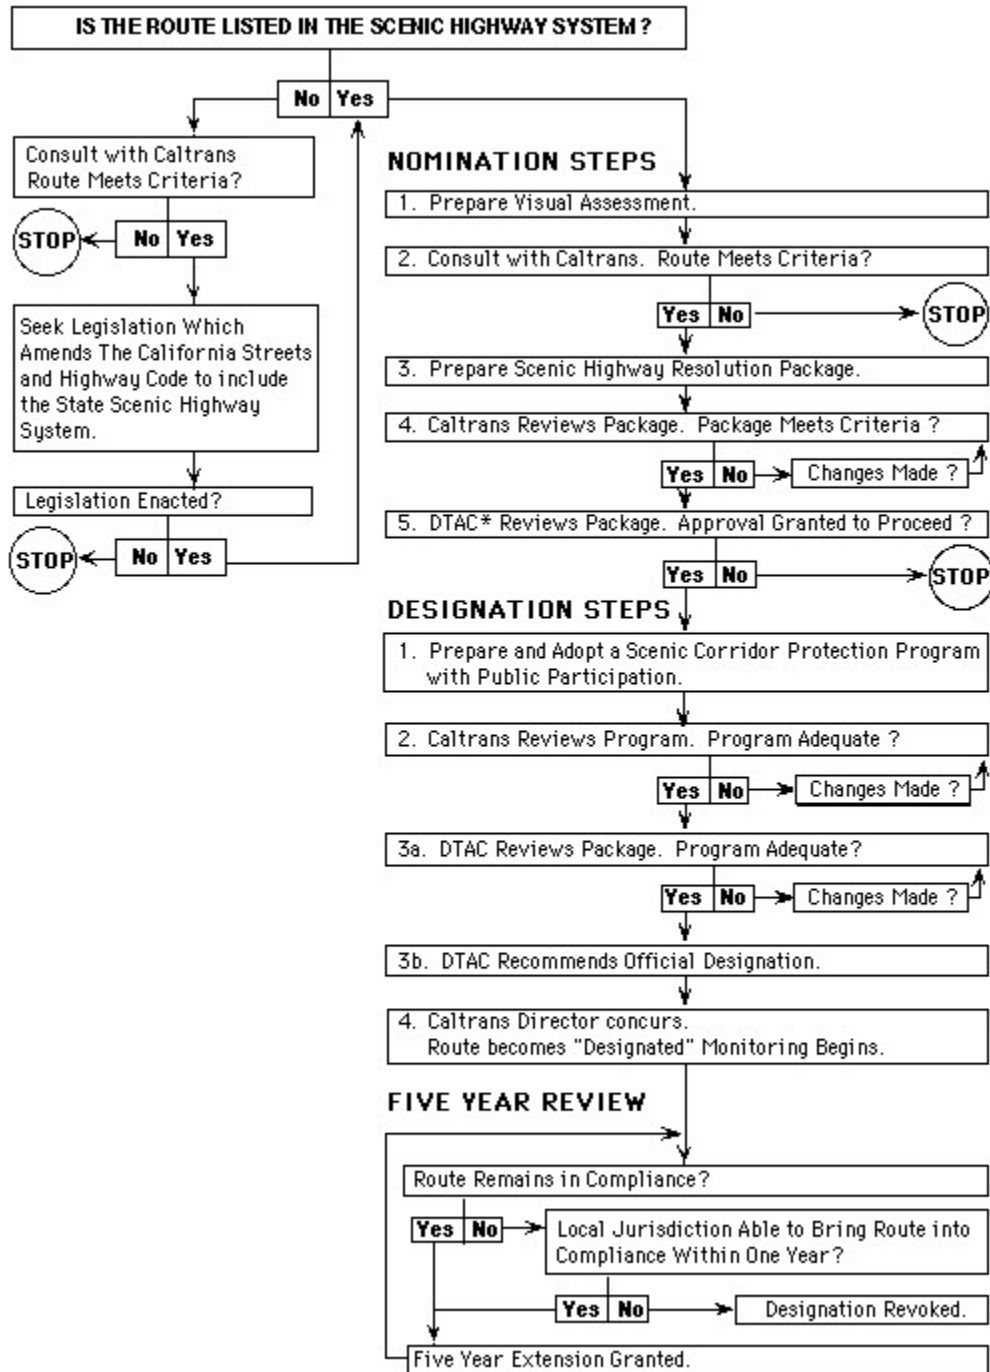 IS THE ROUTE LISTED IN THE SCENIC HIGHWAY SYSTEM ?
No Yes
Consult with Caltrans
Route Meets Criteria?
STOP
No Yes
Seek Legislation Which
Amends The California Streets
and Highway Code to include
the State Scenic Highway
System.
Legislation Enacted?
STOP
No Yes
NOMINATION STEPS
1. Prepare Visual Assessment.
2. Consult with Caltrans. Route Meets Criteria?
Yes No
STOP
3. Prepare Scenic Highway Resolution Package.
4. Caltrans Reviews Package. Package Meets Criteria ?
Yes No
Changes Made ?
5. DTAC* Reviews Package. Approval Granted to Proceed ?
Yes No
STOP
DESIGNATION STEPS
1. Prepare and Adopt a Scenic Corridor Protection Program
with Public Participation.
2. Caltrans Reviews Program. Program Adequate ?
Yes No
Changes Made ?
3a. DTAC Reviews Package. Program Adequate?
Yes No
Changes Made ?
3b. DTAC Recommends Official Designation.
4. Caltrans Director concurs.
Route becomes "Designated" Monitoring Begins.
FIVE YEAR REVIEW
Route Remains in Compliance?
Yes No
Local Jurisdiction Able to Bring Route into
Compliance Within One Year?
Yes No
Designation Revoked.
Five Year Extension Granted.